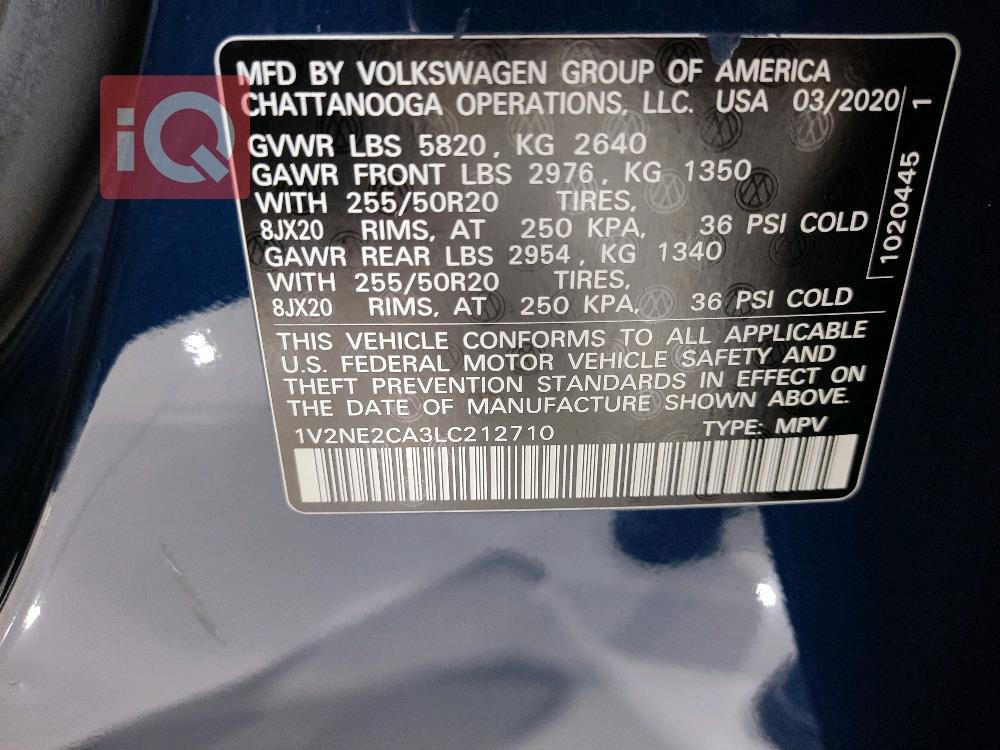 iQ
MFD BY VOLKSWAGEN GROUP OF AMERICA
CHATTANOOGA OPERATIONS, LLC. USA 03/2020
GVWR LBS 5820, KG 2640
GAWR FRONT LBS 2976, KG 1350
WITH 255/50R20 TIRES,
8JX20 RIMS, AT 250 KPA, 36 PSI COLD
GAWR REAR LBS 2954, KG 1340
WITH 255/50R20 TIRES,
8JX20 RIMS, AT 250 KPA, 36 PSI COLD
1020445 1
THIS VEHICLE CONFORMS TO ALL APPLICABLE
U.S. FEDERAL MOTOR VEHICLE SAFETY AND
THEFT PREVENTION STANDARDS IN EFFECT ON
THE DATE OF MANUFACTURE SHOWN ABOVE.
1V2NE2CA3LC212710 TYPE: MPV